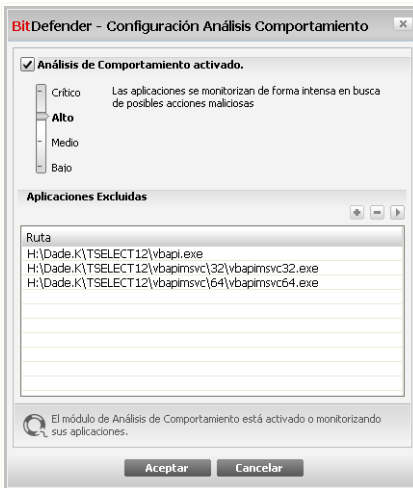 BitDefender - Configuración Análisis Comportamiento
Análisis de Comportamiento activado.
Crítico
Las aplicaciones se monitorizan de forma intensa en busca
de posibles acciones maliciosas
Alto
Medio
Bajo
Aplicaciones Excluidas
Ruta
H:\Dade.K\TSELECT12\vbapi.exe
H:\Dade.K\TSELECT12\vbapimsvc\32\vbapimsvc32.exe
H:\Dade.K\TSELECT12\vbapimsvc\64\vbapimsvc64.exe
El módulo de Análisis de Comportamiento está activado o monitorizando
sus aplicaciones.
Aceptar Cancelar